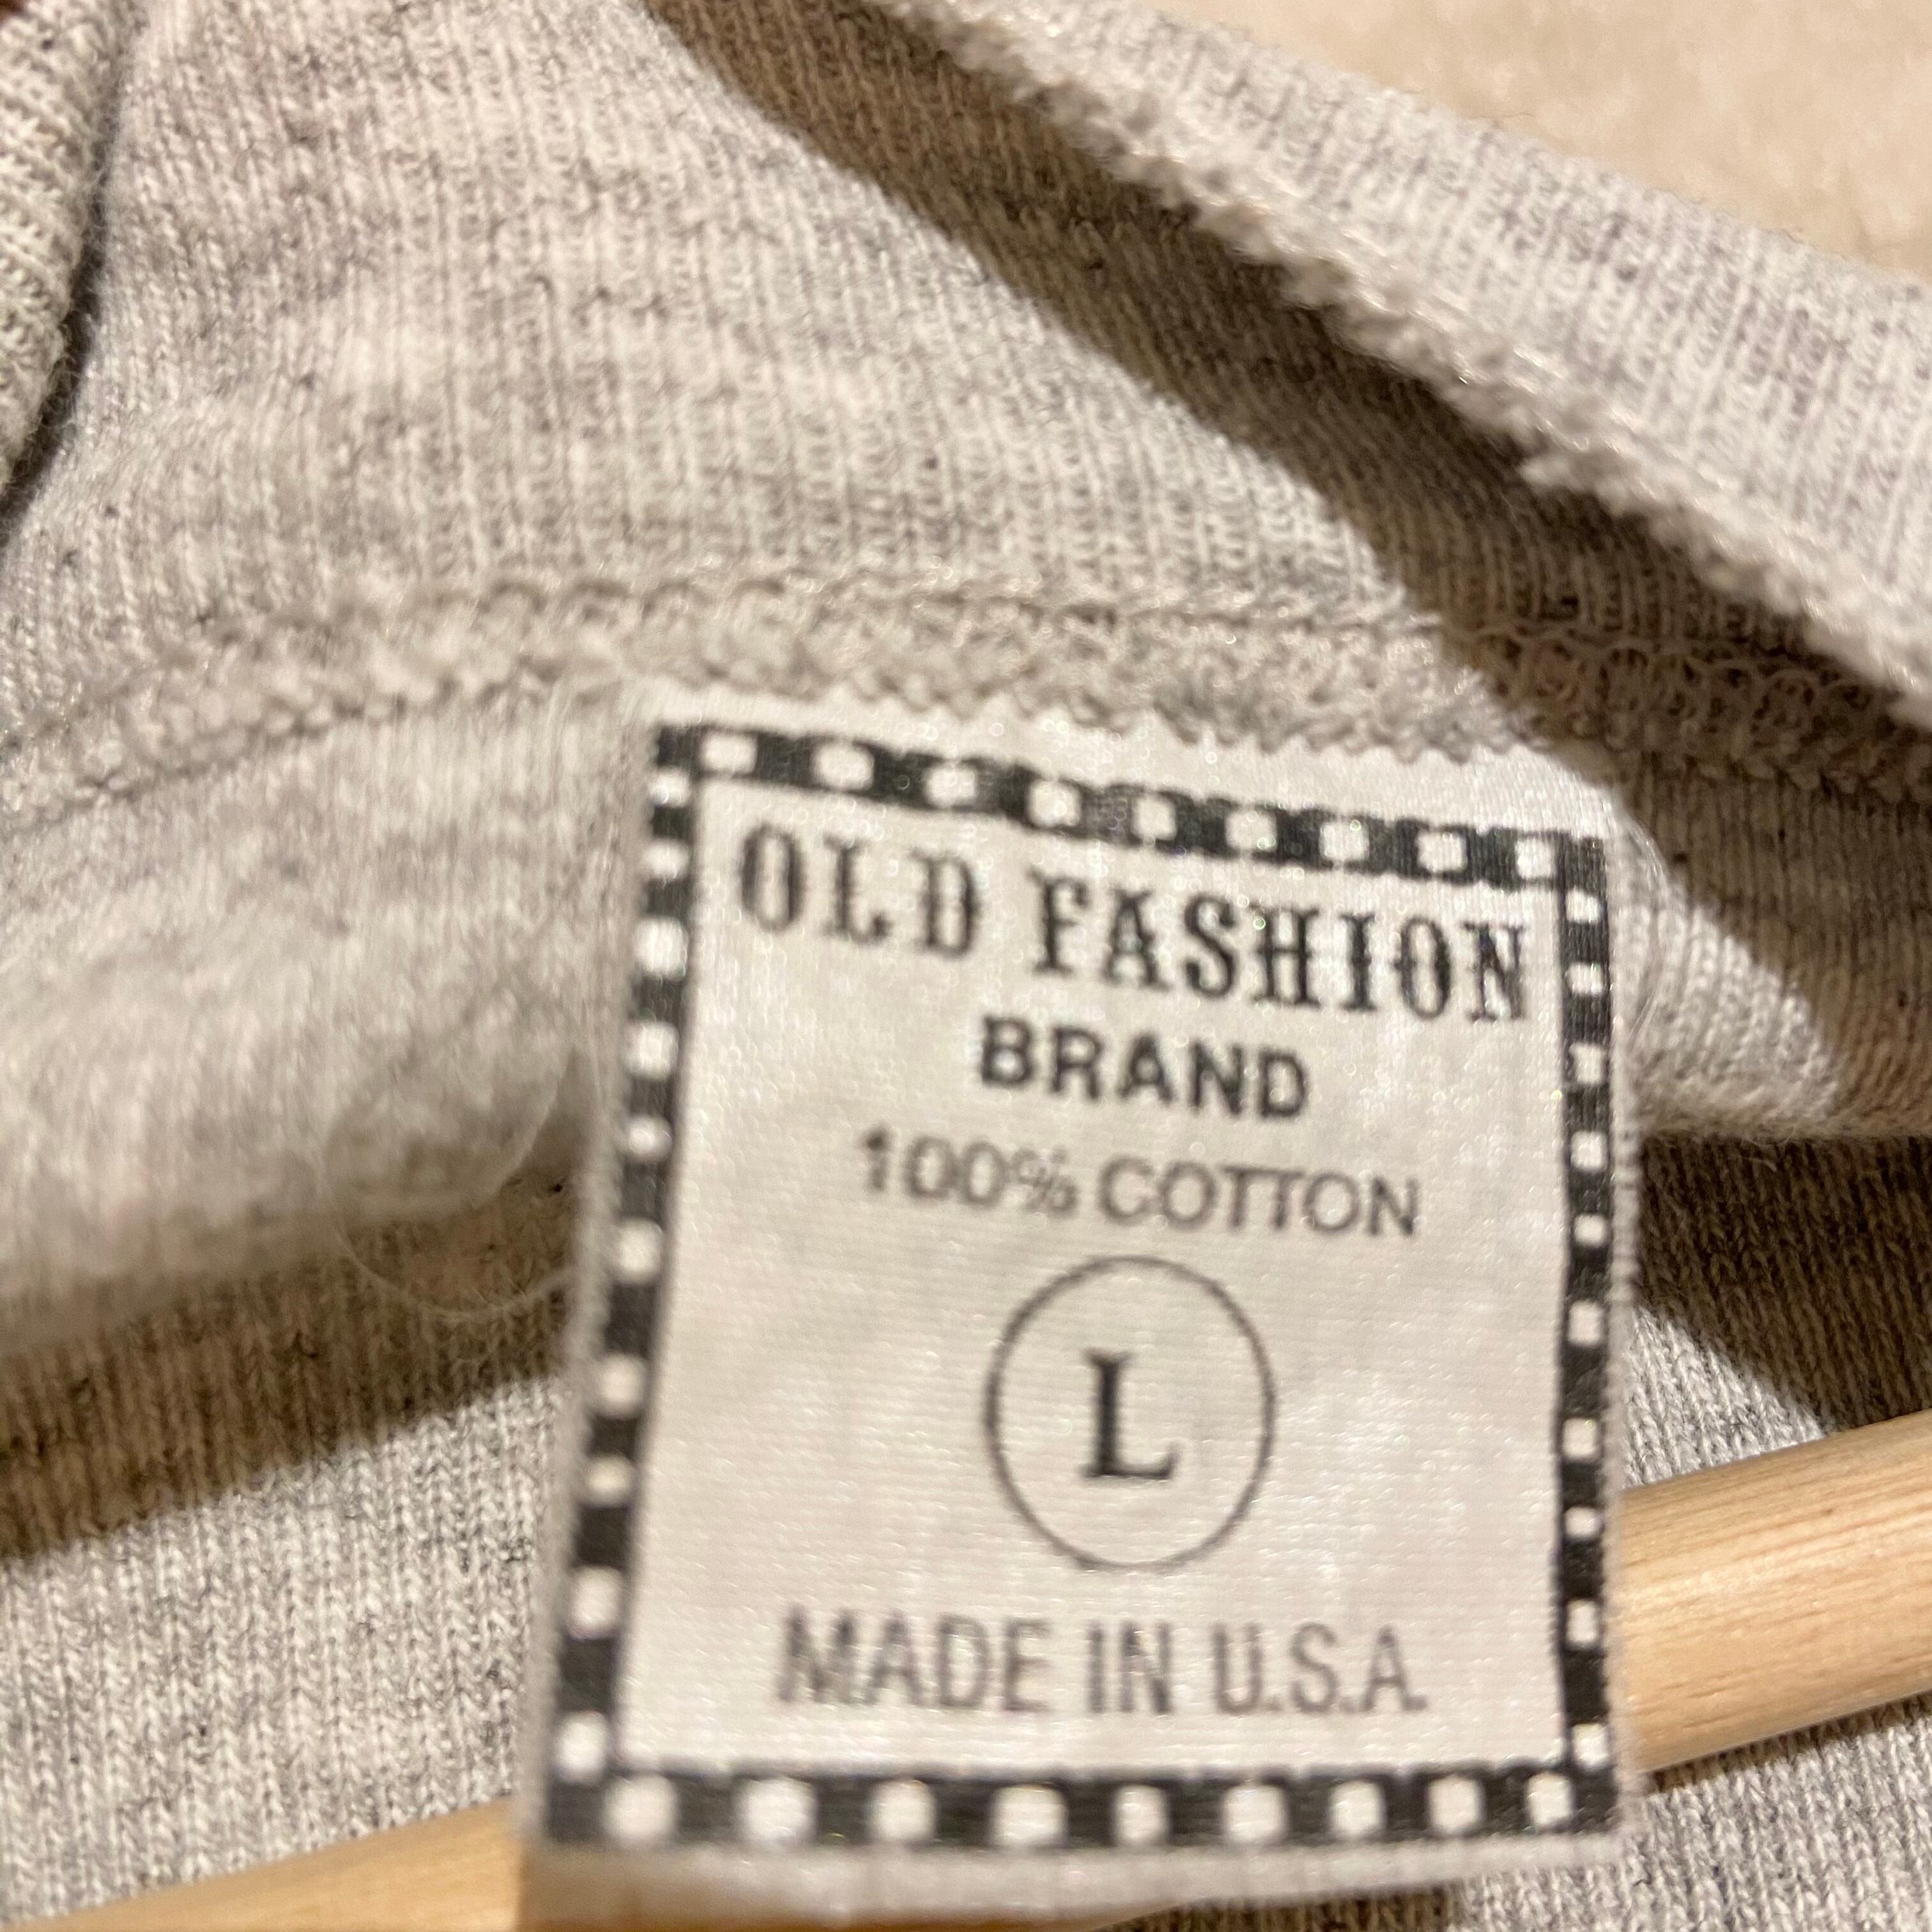 OLD FASHION
BRAND
100% COTTON
L
MADE IN U.S.A.